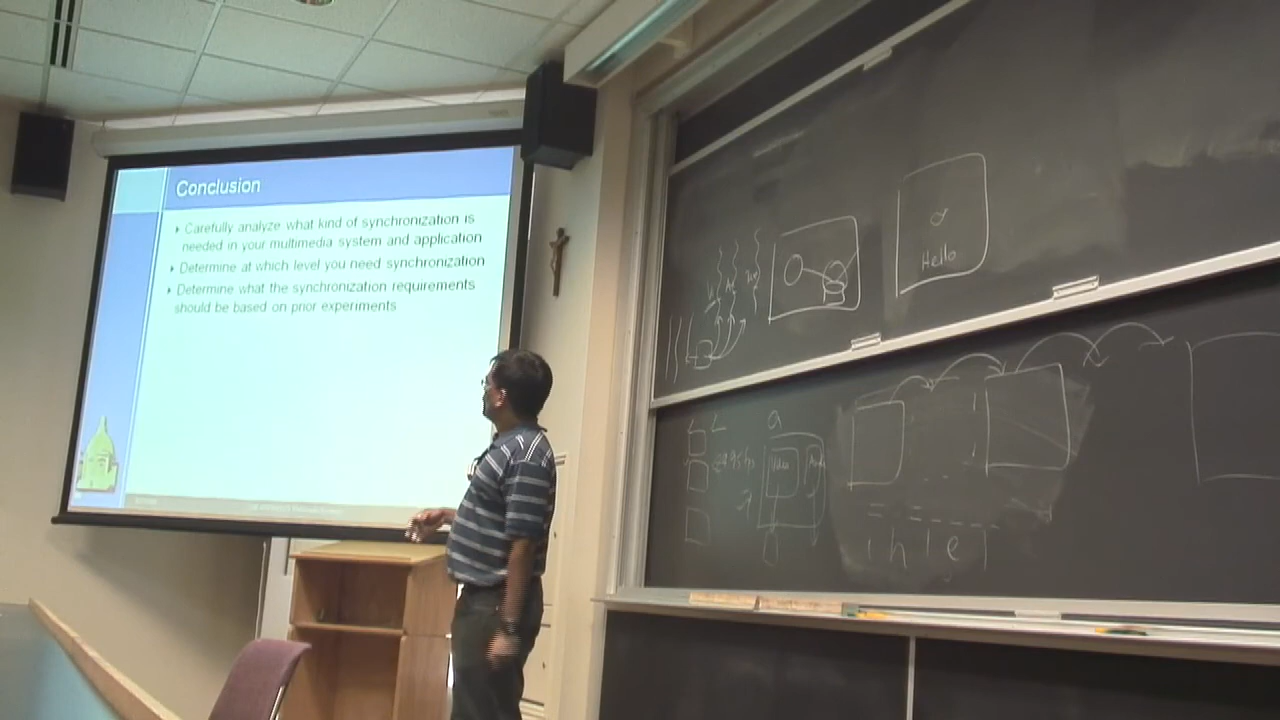 Conclusion
Carefully analyze what kind of synchronization is
needed in your multimedia system and application
Determine at which level you need synchronization
Determine what the synchronization requirements
should be based on prior experiments
Hello
a
Video